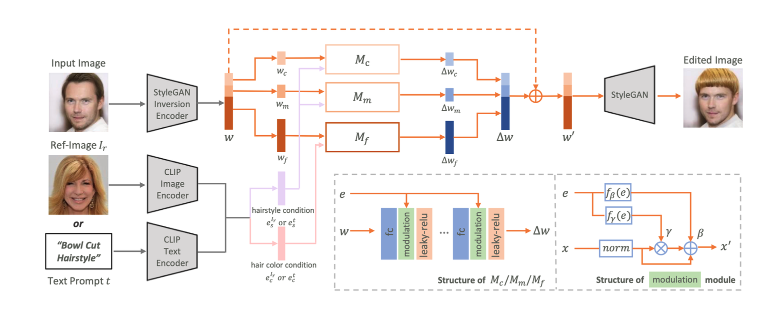 Input Image
StyleGAN
Inversion
Encoder
w
w_c
w_m
w_f
M_c
M_m
M_f
Δw_c
Δw_m
Δw_f
Δw
w'
StyleGAN
Edited Image
Ref-Image I_r
CLIP
Image
Encoder
or
"Bowl Cut
Hairstyle"
Text Prompt t
CLIP
Text
Encoder
hairstyle condition
e_s^{I_r} or e_s^t
hair color condition
e_c^{I_r} or e_c^t
e
w
fc
modulation
leaky-relu
...
fc
modulation
leaky-relu
Δw
Structure of M_c/M_m/M_f
e
f_β(e)
f_γ(e)
γ
β
x
norm
x'
Structure of modulation module